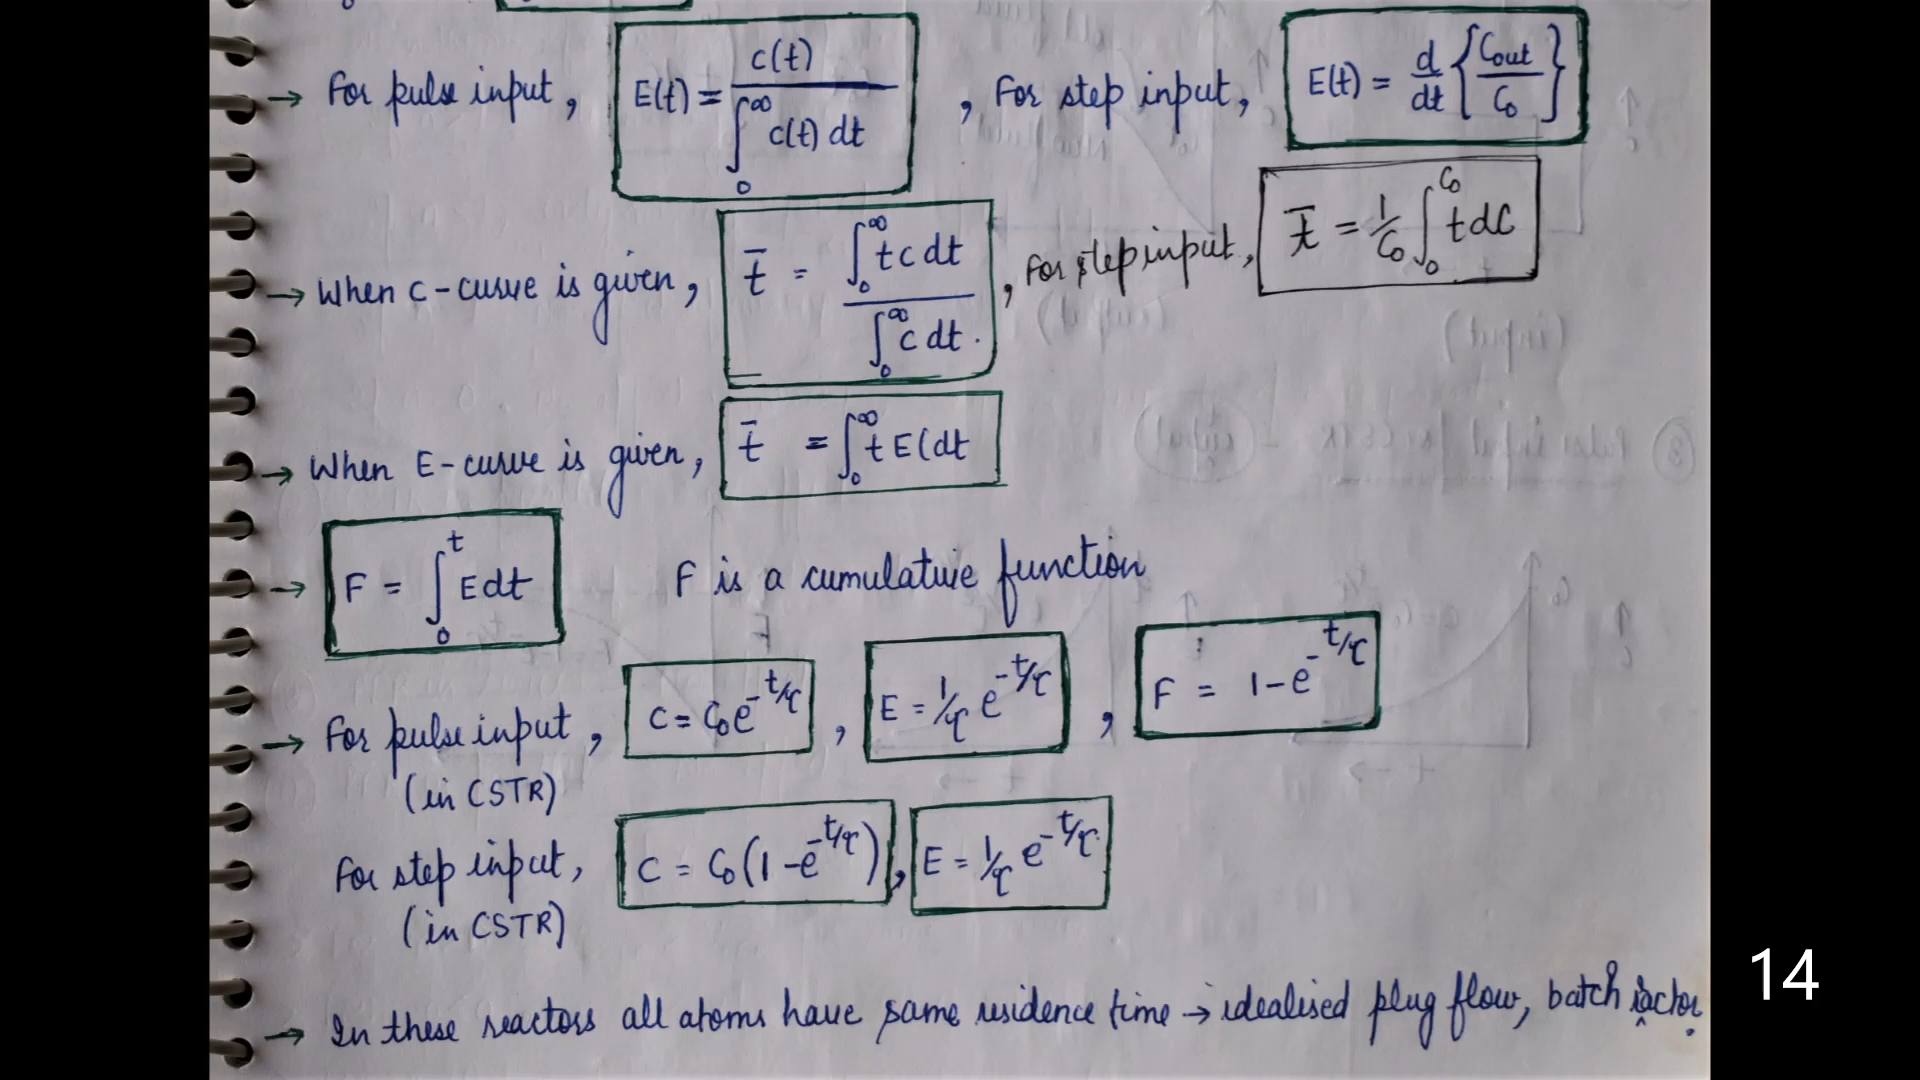 → For pulse input, E(t) = c(t) / ∫₀^∞ c(t) dt , For step input, E(t) = d/dt {Cout/C₀}
→ When c-curve is given, t̄ = ∫₀^∞ t c dt / ∫₀^∞ c dt. , For step input, t̄ = 1/C₀ ∫₀^C₀ t dC
→ When E-curve is given, t̄ = ∫₀^∞ t E(dt
→ F = ∫₀^t E dt F is a cumulative function
→ For pulse input, C = C₀e^(-t/τ) , E = 1/τ e^(-t/τ) , F = 1-e^(-t/τ)
(in CSTR)
For step input, C = C₀(1-e^(-t/τ)) , E = 1/τ e^(-t/τ).
(in CSTR)
14
→ In these reactors all atoms have same residence time → idealised plug flow, batch